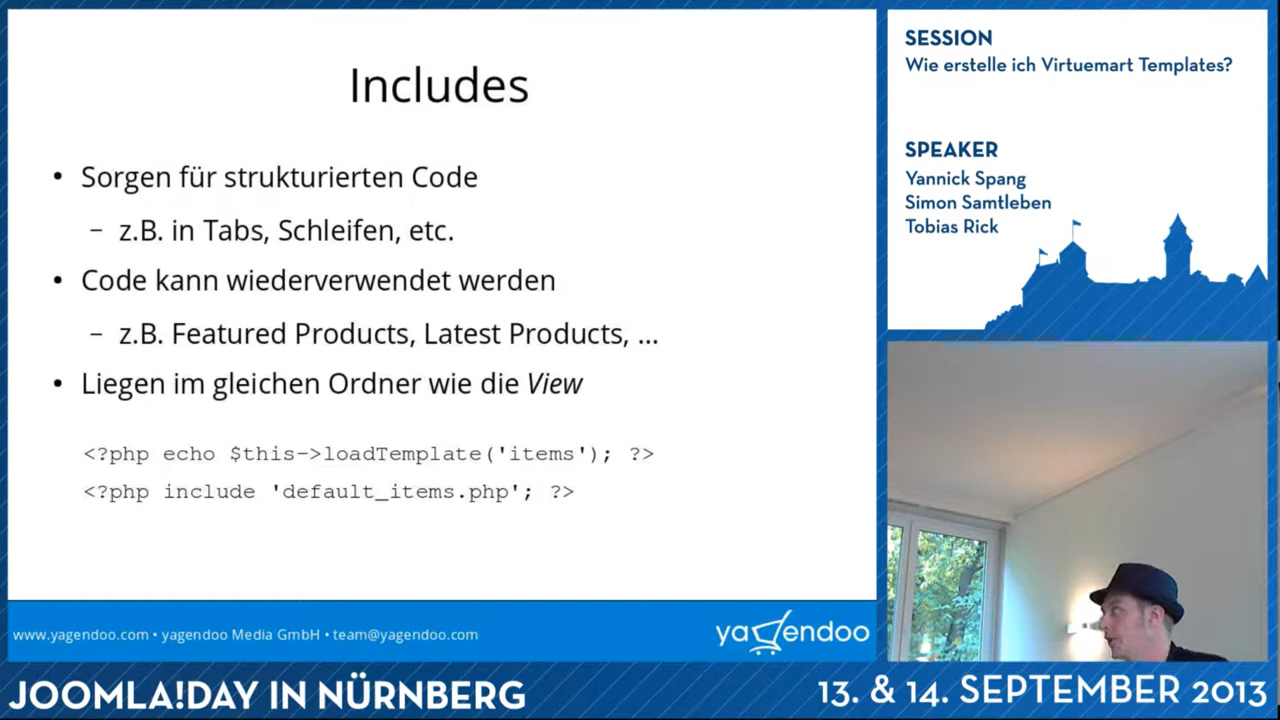 Includes
• Sorgen für strukturierten Code
– z.B. in Tabs, Schleifen, etc.
• Code kann wiederverwendet werden
– z.B. Featured Products, Latest Products, ...
• Liegen im gleichen Ordner wie die View
<?php echo $this->loadTemplate('items'); ?>
<?php include 'default_items.php'; ?>
www.yagendoo.com • yagendoo Media GmbH • team@yagendoo.com
yagendoo
SESSION
Wie erstelle ich Virtuemart Templates?
SPEAKER
Yannick Spang
Simon Samtleben
Tobias Rick
JOOMLA!DAY IN NÜRNBERG
13. & 14. SEPTEMBER 2013